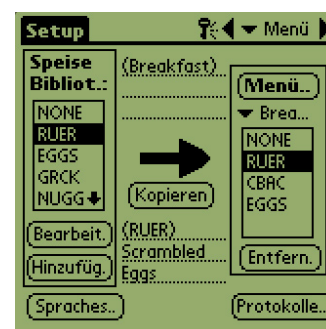 Setup
Menü
Speise
Bibliot.:
NONE
RUER
EGGS
GRCK
NUGG
Bearbeit.
Hinzufüg.
(Breakfast)
Kopieren
(RUER)
Scrambled
Eggs
Menü..
Brea...
NONE
RUER
CBAC
EGGS
Entfern.
Spraches..
Protokolle..